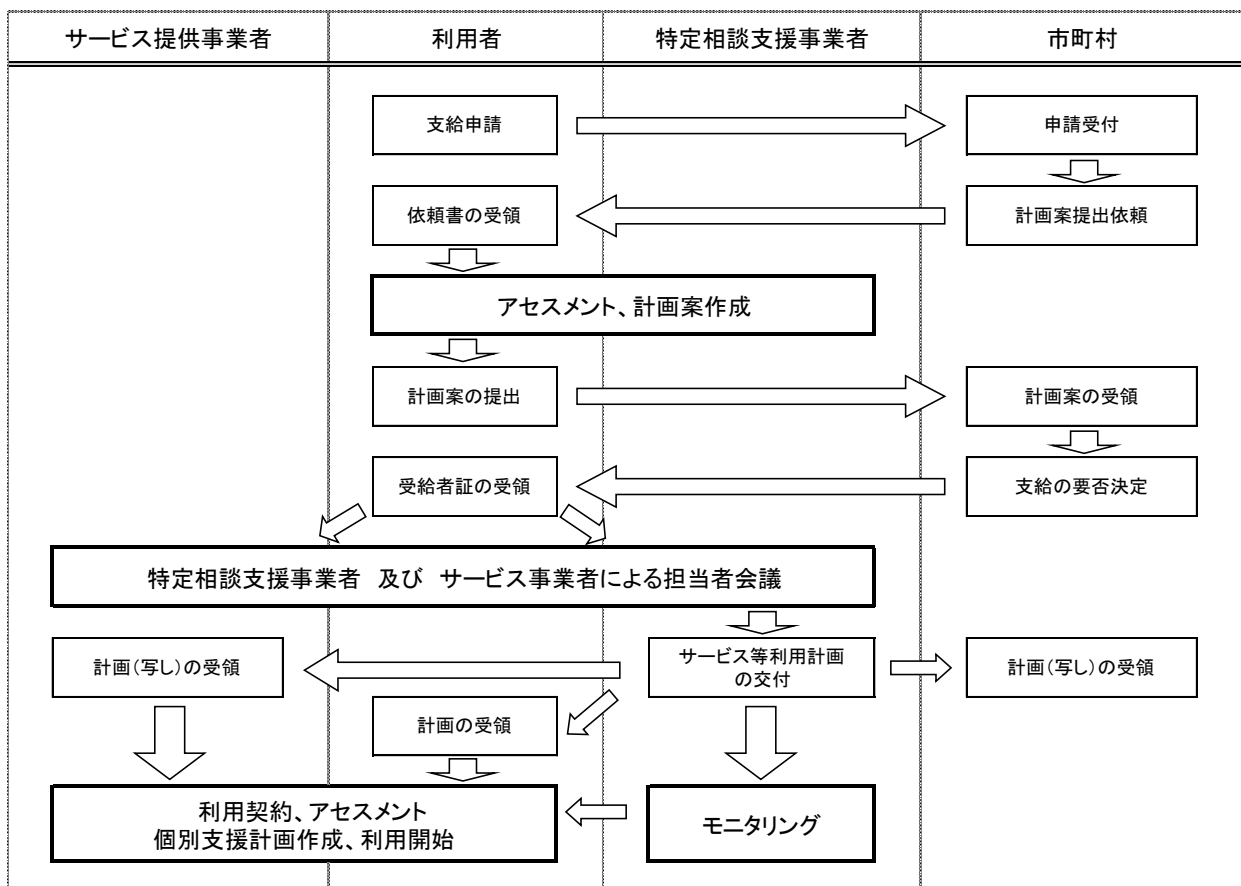 サービス提供事業者
利用者
特定相談支援事業者
市町村
支給申請
申請受付
依頼書の受領
計画案提出依頼
アセスメント、計画案作成
計画案の提出
計画案の受領
受給者証の受領
支給の要否決定
特定相談支援事業者 及び サービス事業者による担当者会議
計画(写し)の受領
サービス等利用計画
の交付
計画(写し)の受領
計画の受領
利用契約、アセスメント
個別支援計画作成、利用開始
モニタリング